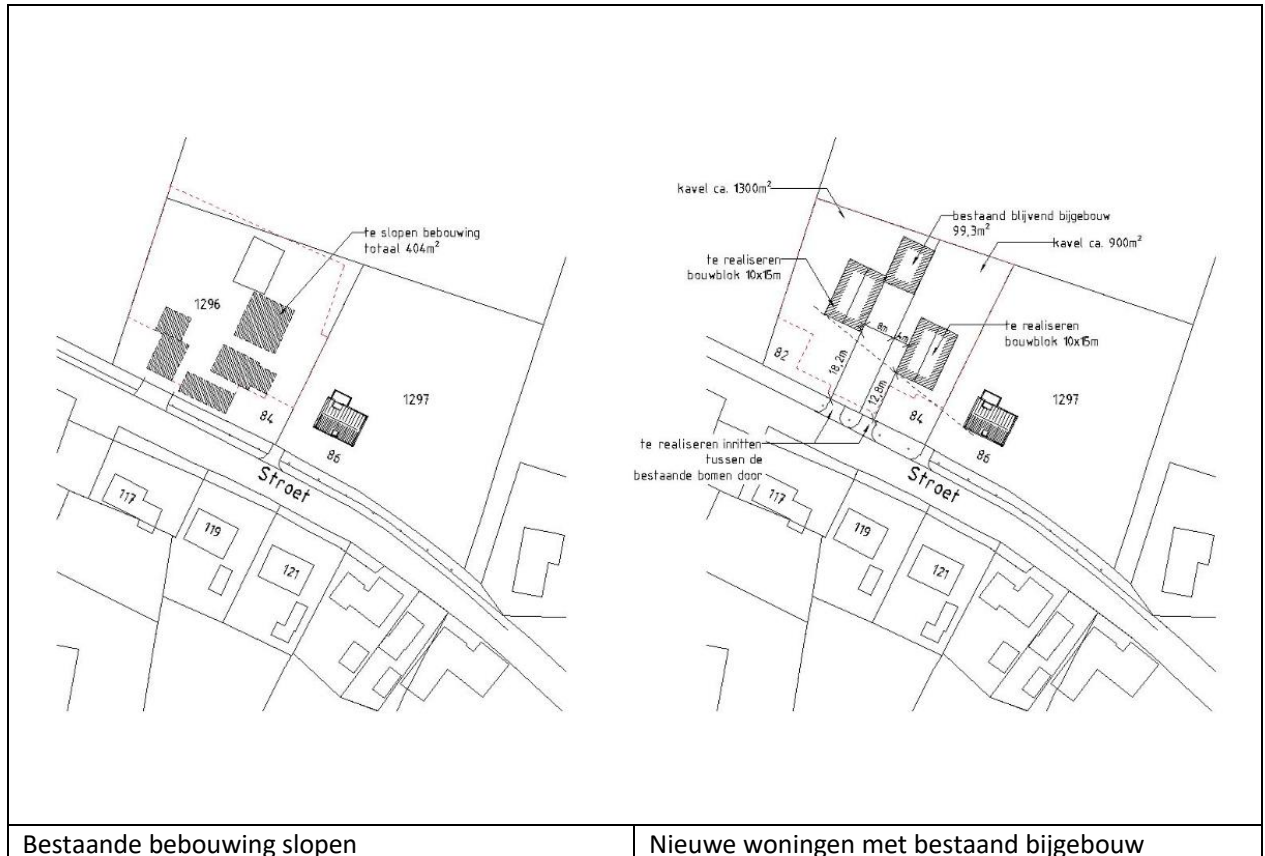 te slopen bebouwing
totaal 404m²
1296
84
1297
86
Stroet
117
119
121
kavel ca. 1300m²
bestaand blijvend bijgebouw
99,3m²
kavel ca. 900m²
te realiseren
bouwblok 10x15m
te realiseren
bouwblok 10x15m
8m
82
18,2m
12,8m
84
1297
86
te realiseren inritten
tussen de
bestaande bomen door
Stroet
117
119
121
Bestaande bebouwing slopen
Nieuwe woningen met bestaand bijgebouw